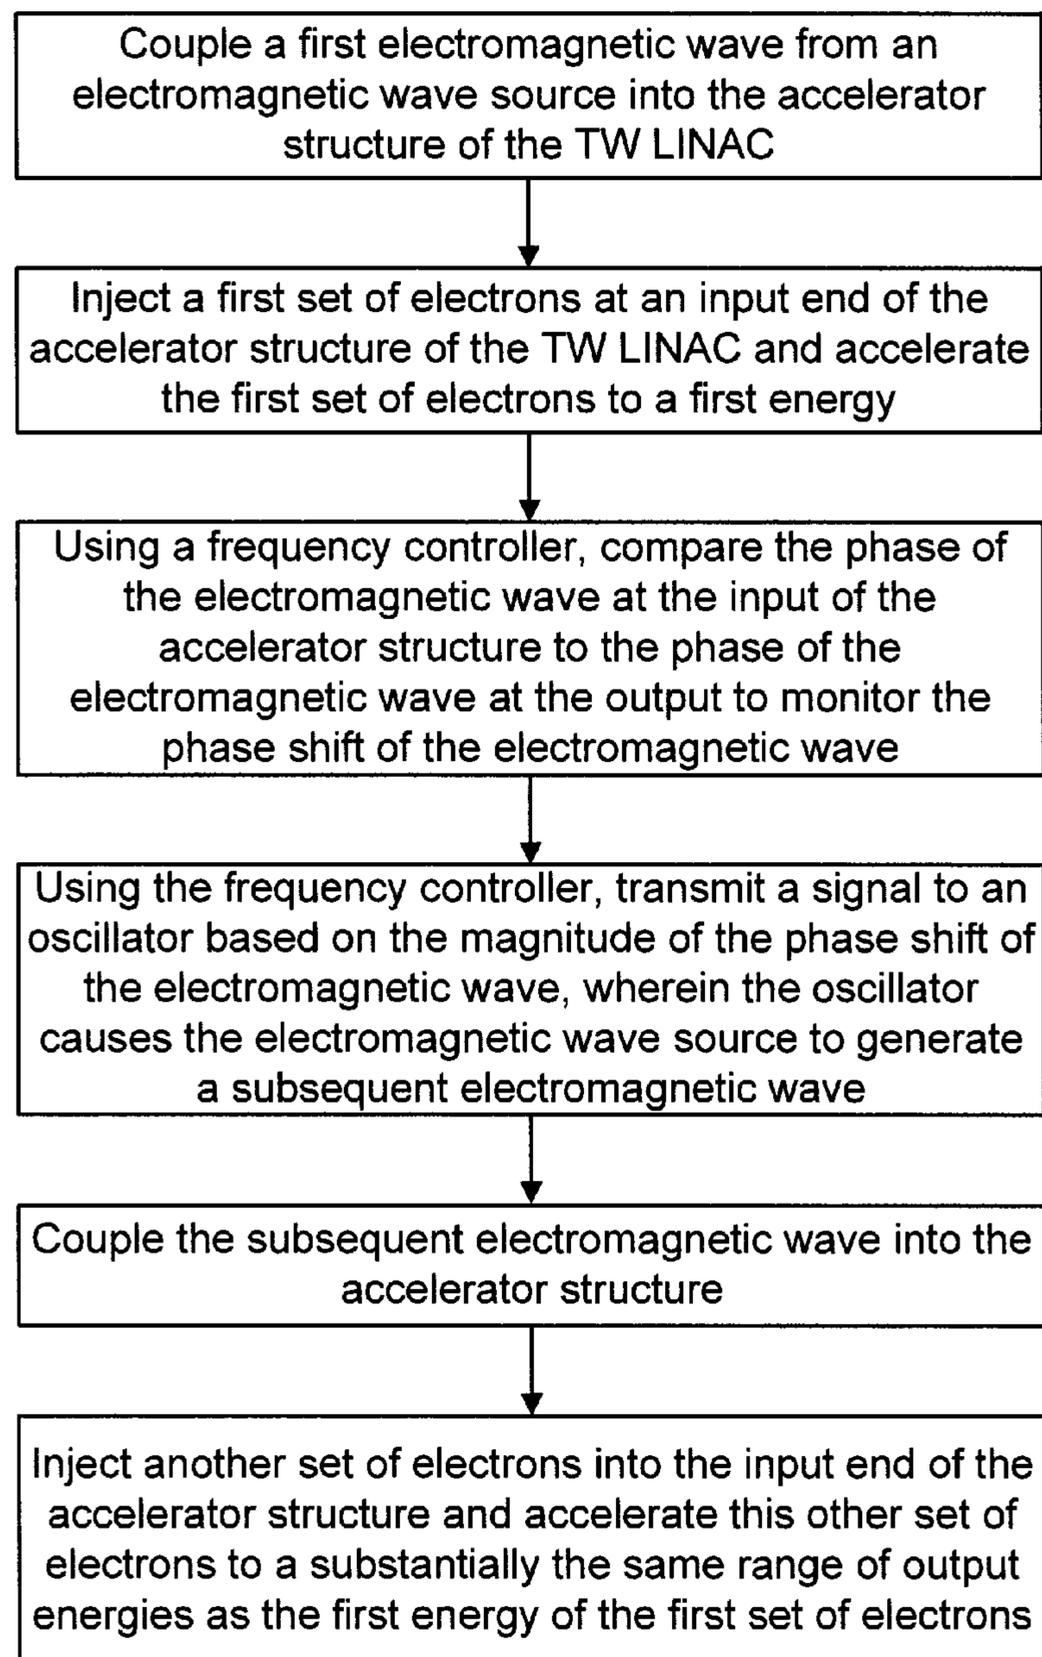 Couple a first electromagnetic wave from an
electromagnetic wave source into the accelerator
structure of the TW LINAC
Inject a first set of electrons at an input end of the
accelerator structure of the TW LINAC and accelerate
the first set of electrons to a first energy
Using a frequency controller, compare the phase of
the electromagnetic wave at the input of the
accelerator structure to the phase of the
electromagnetic wave at the output to monitor the
phase shift of the electromagnetic wave
Using the frequency controller, transmit a signal to an
oscillator based on the magnitude of the phase shift of
the electromagnetic wave, wherein the oscillator
causes the electromagnetic wave source to generate
a subsequent electromagnetic wave
Couple the subsequent electromagnetic wave into the
accelerator structure
Inject another set of electrons into the input end of the
accelerator structure and accelerate this other set of
electrons to a substantially the same range of output
energies as the first energy of the first set of electrons